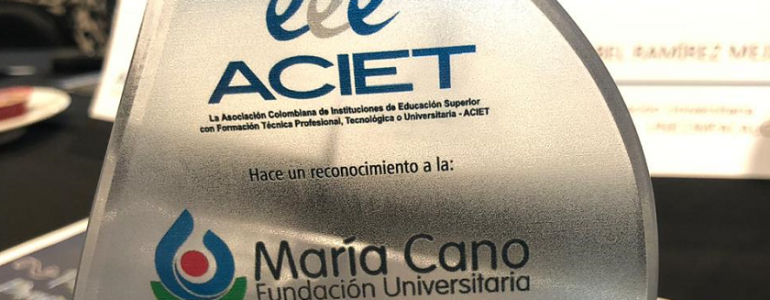 ACIET
La Asociación Colombiana de Instituciones de Educación Superior
con Formación Técnica Profesional, Tecnológica o Universitaria - ACIET
Hace un reconocimiento a la:
María Cano
Fundación Universitaria
RAMÍREZ